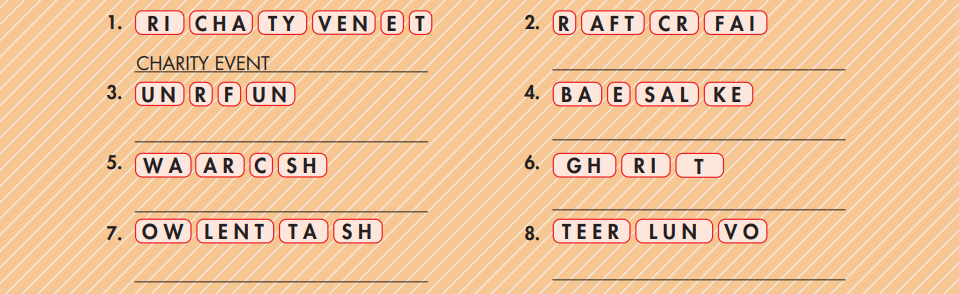 1. RI CHA TY VEN E T
CHARITY EVENT
2. R AFT CR FAI
3. UN R F UN
4. BA E SAL KE
5. WA AR C SH
6. GH RI T
7. OW LENT TA SH
8. TEER LUN VO